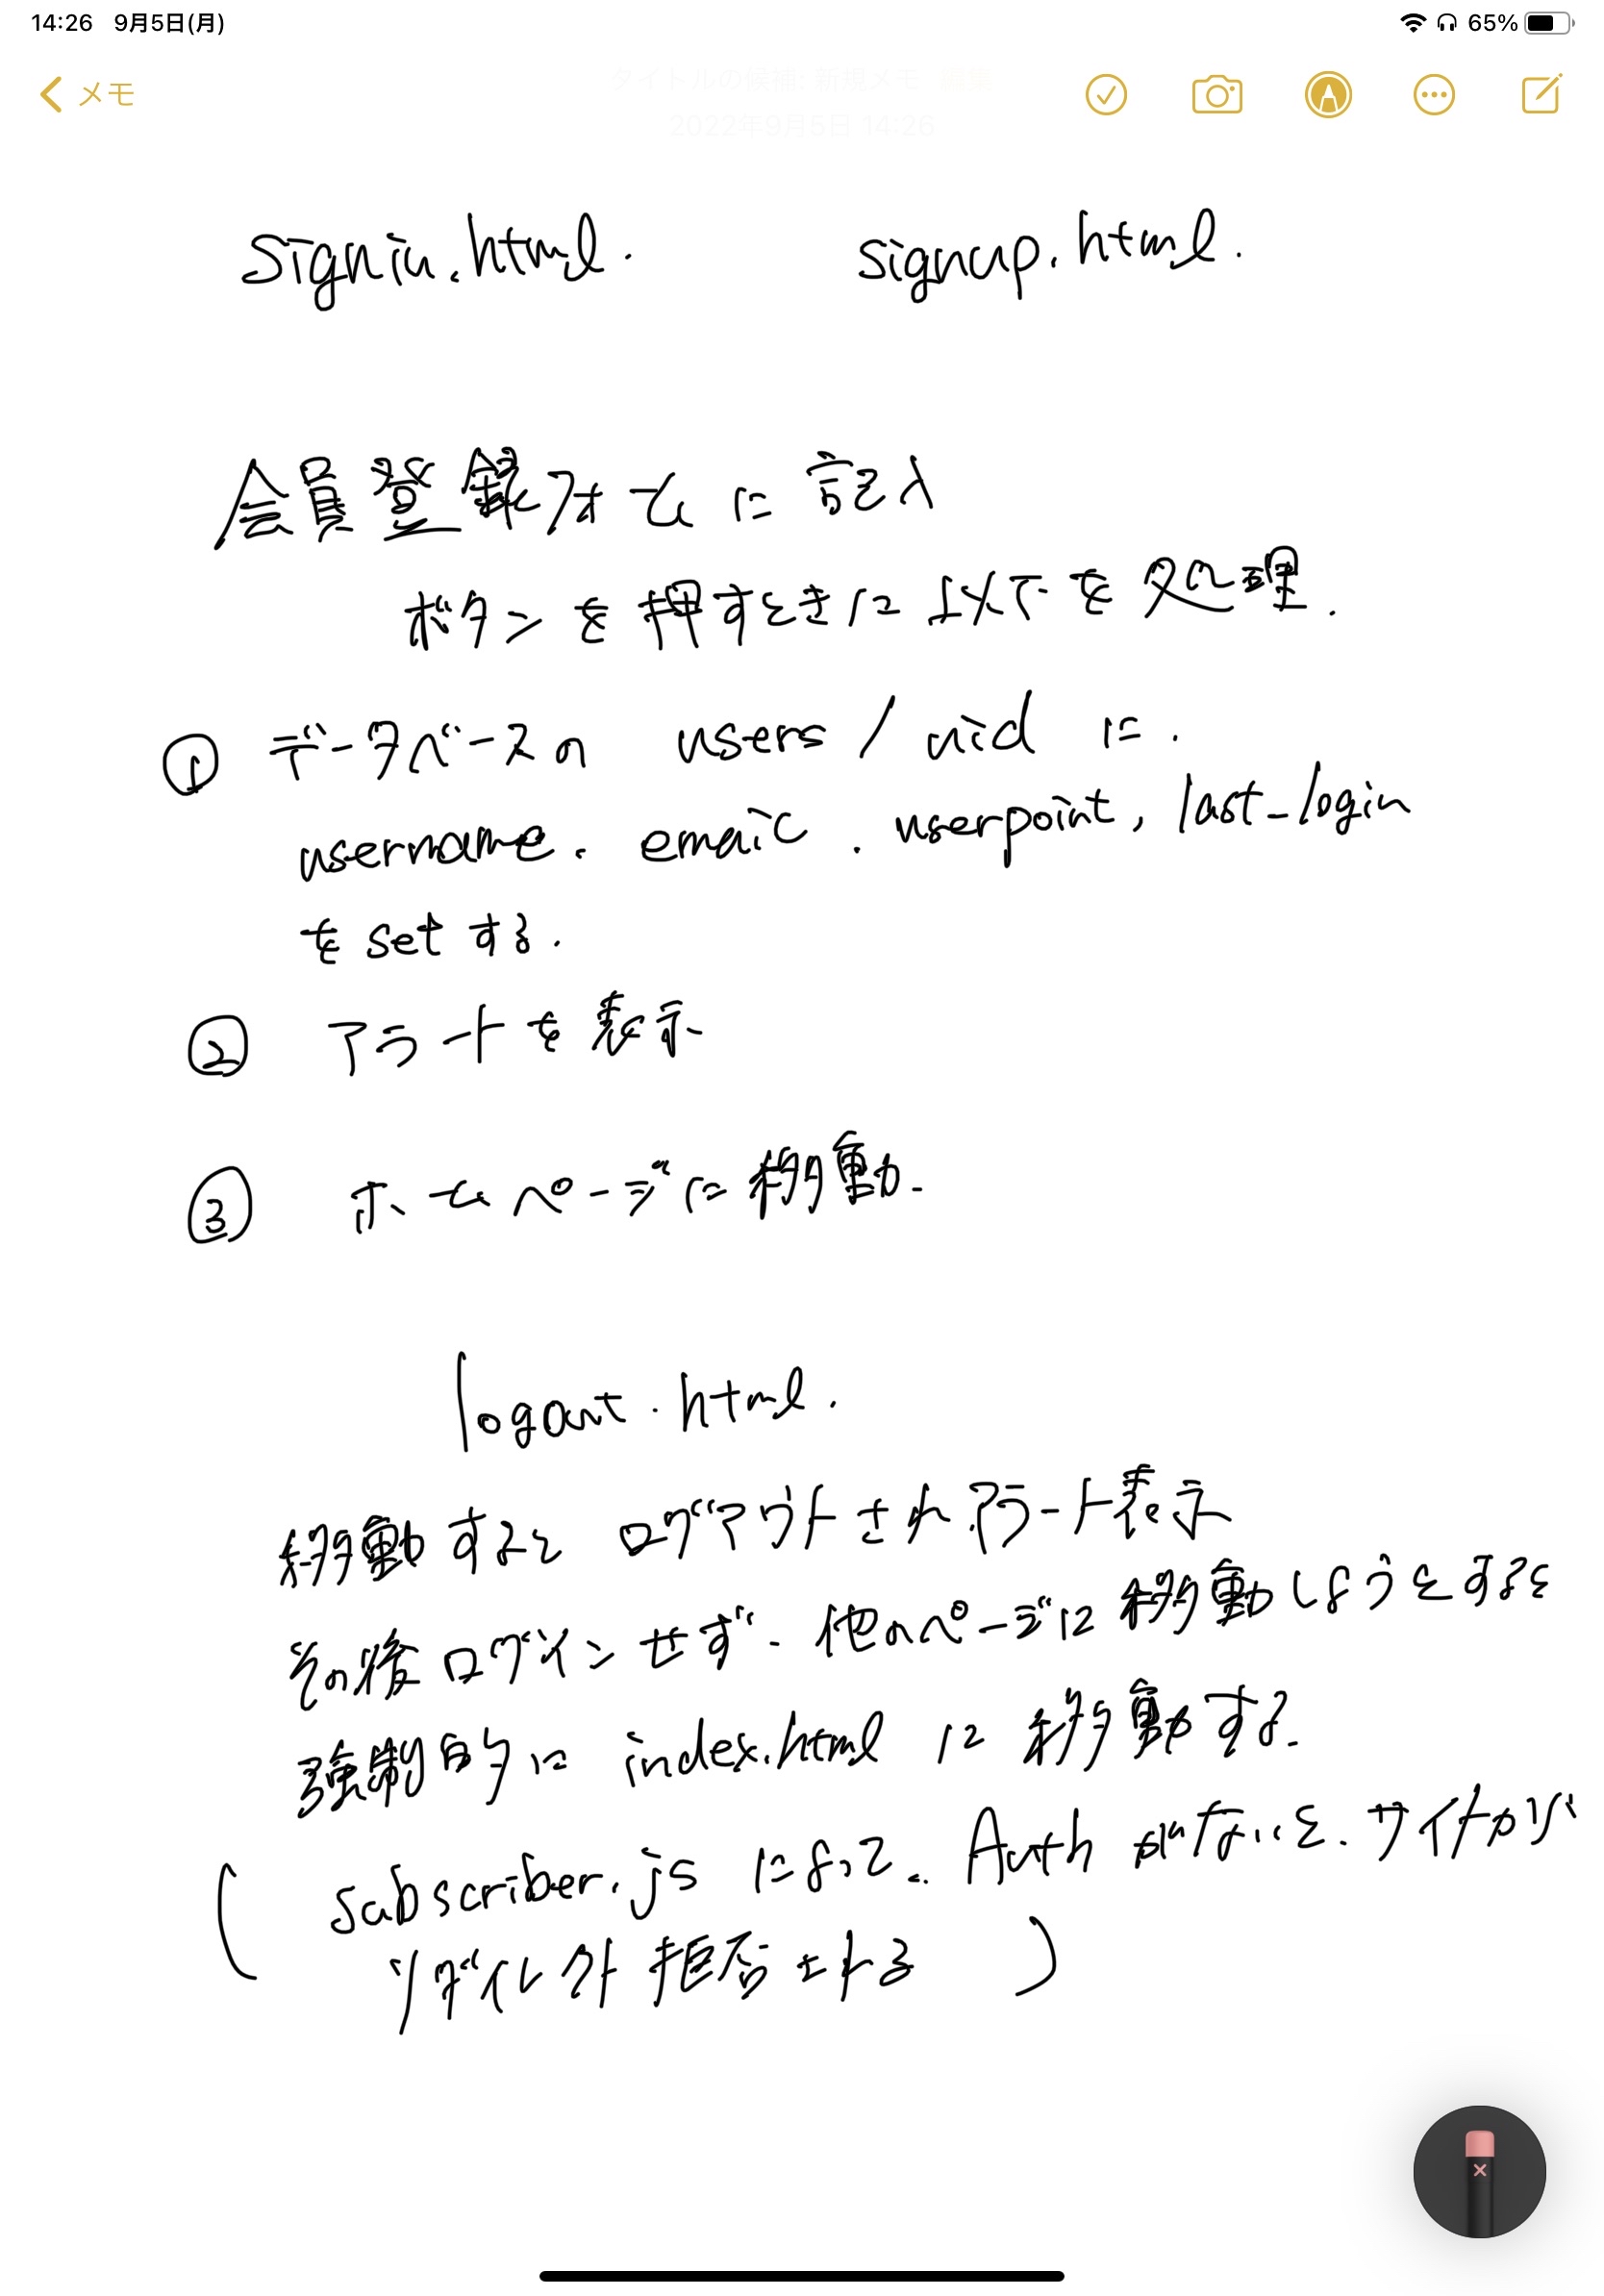 14:26 9月5日(月) 65%
メモ
タイトルの候補: 新規メモ 編集
2022年9月5日 14:26
signin.html. signup.html.
会員登録フォームに記入
ボタンを押すときに以下を処理.
① データベースの users/uid に.
username. email. userpoint, last_login
を set する.
② アラートを表示
③ ホームページに移動.
logout.html.
移動すると ログアウトされ アラート表示
その後ログインせず. 他のページに移動しようとすると
強制的に index.html に移動する.
( subscriber.js によって. Auth がないと. サイトから
リダイレクト拒否される )